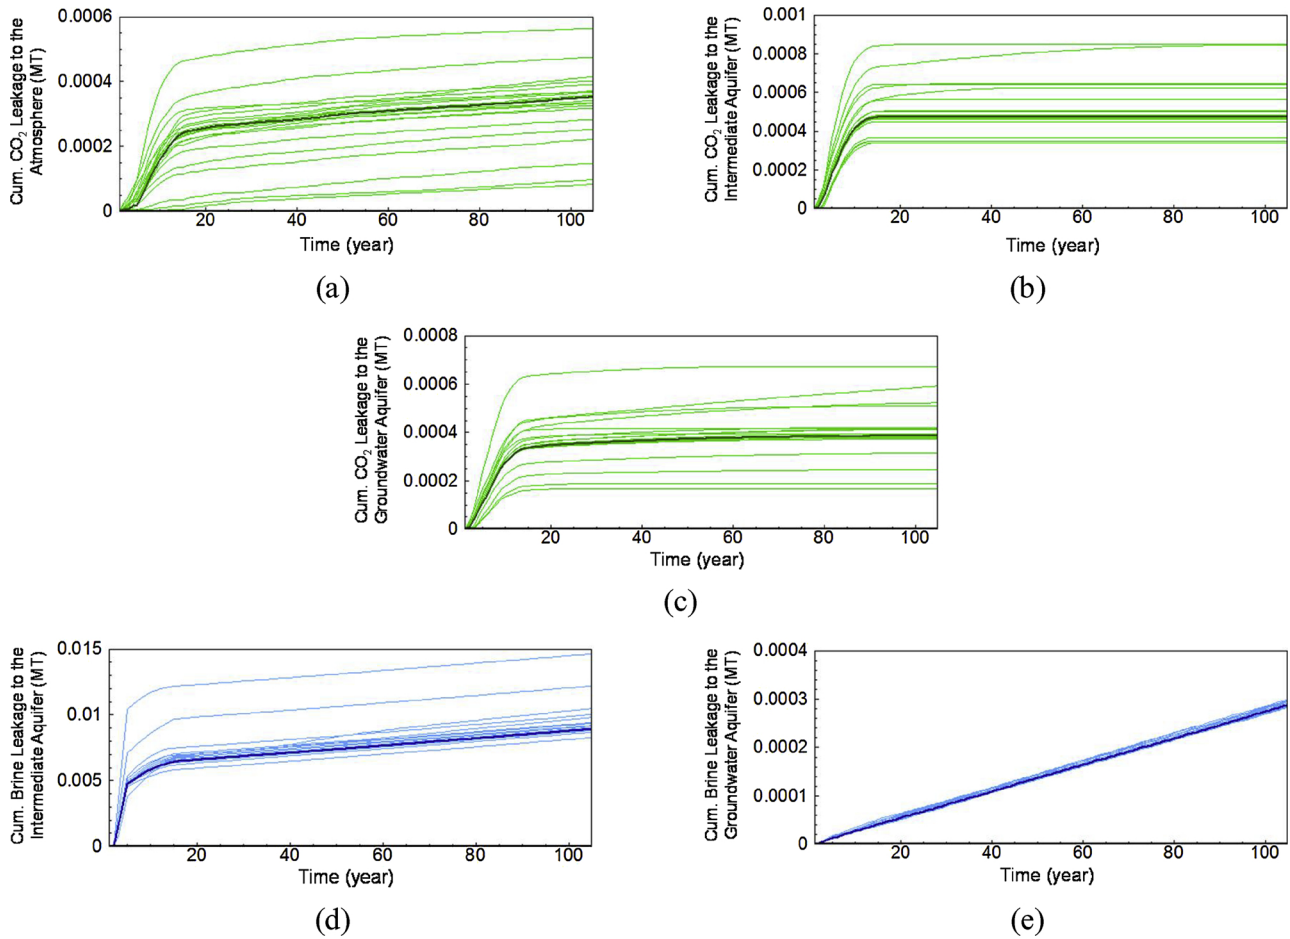 Cum. CO2 Leakage to the
Atmosphere (MT)
0.0006
0.0004
0.0002
0
20 40 60 80 100
Time (year)
(a)
Cum. CO2 Leakage to the
Intermediate Aquifer (MT)
0.001
0.0008
0.0006
0.0004
0.0002
0
20 40 60 80 100
Time (year)
(b)
Cum. CO2 Leakage to the
Groundwater Aquifer (MT)
0.0008
0.0006
0.0004
0.0002
0
20 40 60 80 100
Time (year)
(c)
Cum. Brine Leakage to the
Intermediate Aquifer (MT)
0.015
0.01
0.005
0
20 40 60 80 100
Time (year)
(d)
Cum. Brine Leakage to the
Groundwater Aquifer (MT)
0.0004
0.0003
0.0002
0.0001
0
20 40 60 80 100
Time (year)
(e)